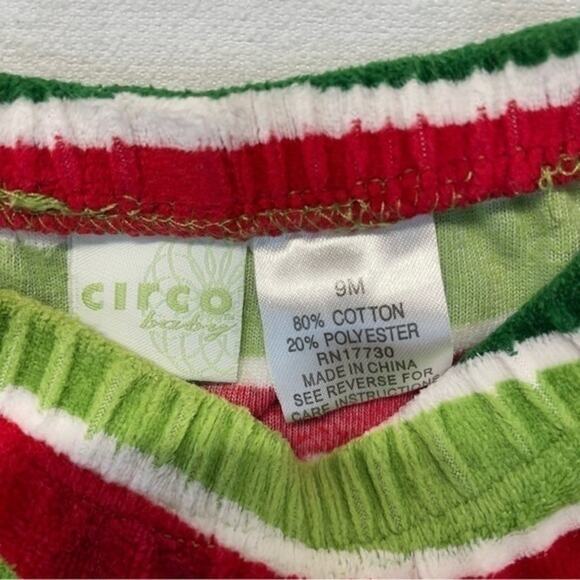 circo
baby
9M
80% COTTON
20% POLYESTER
RN17730
MADE IN CHINA
SEE REVERSE FOR
CARE INSTRUCTIONS